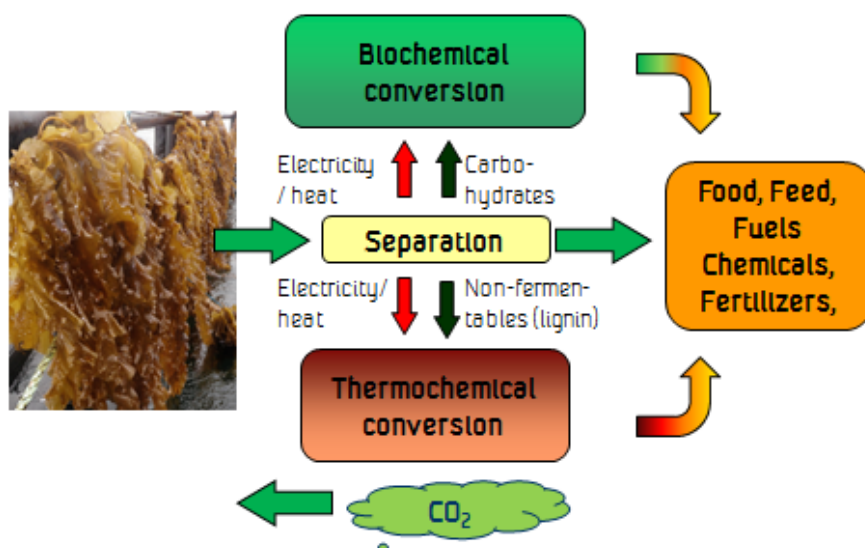 Biochemical
conversion
Electricity
/ heat
Carbo-
hydrates
Separation
Food, Feed,
Fuels
Chemicals,
Fertilizers,
Electricity/
heat
Non-fermen-
tables (lignin)
Thermochemical
conversion
CO₂